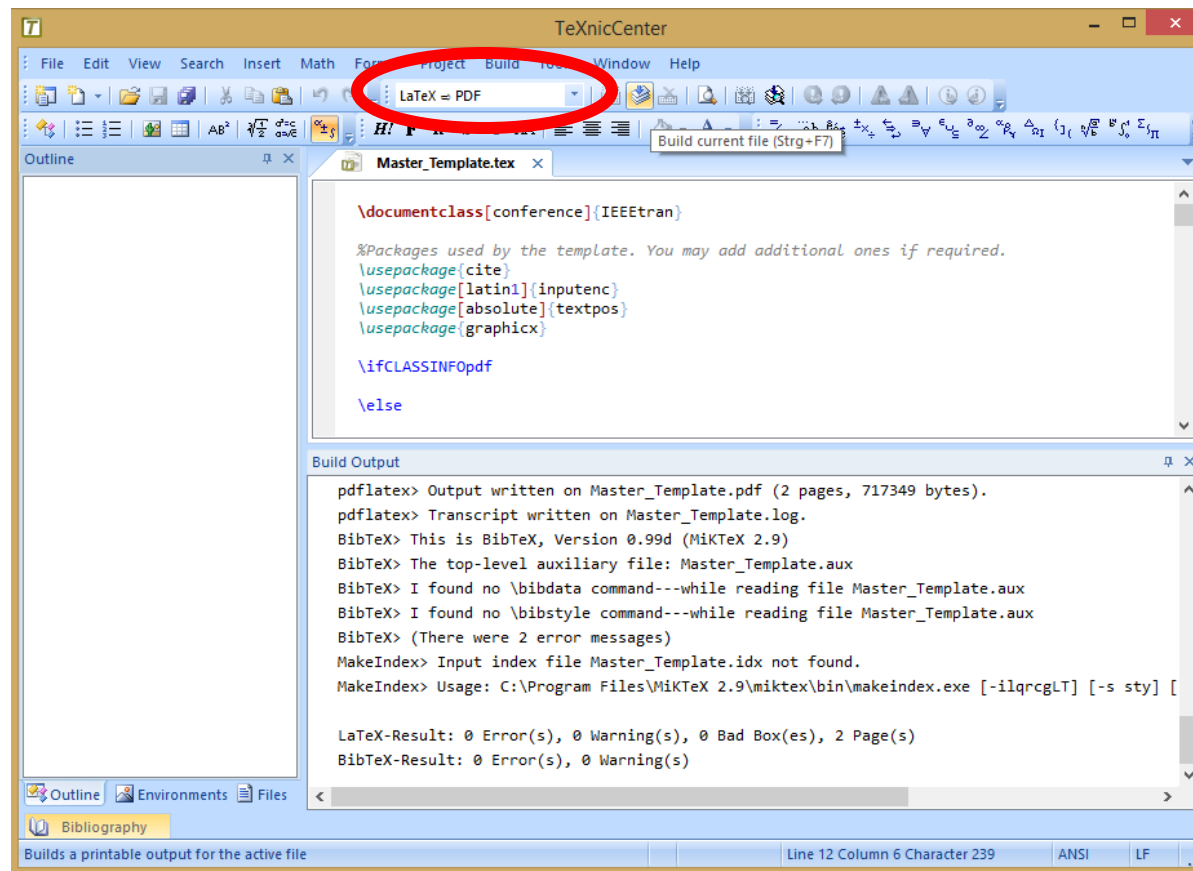 TeXnicCenter
File Edit View Search Insert Math Project Build Window Help
LaTeX ⇨ PDF
Build current file (Strg+F7)
Outline
Master_Template.tex
\documentclass[conference]{IEEEtran}
%Packages used by the template. You may add additional ones if required.
\usepackage{cite}
\usepackage[latin1]{inputenc}
\usepackage[absolute]{textpos}
\usepackage{graphicx}
\ifCLASSINFOpdf
\else
Build Output
pdflatex> Output written on Master_Template.pdf (2 pages, 717349 bytes).
pdflatex> Transcript written on Master_Template.log.
BibTeX> This is BibTeX, Version 0.99d (MiKTeX 2.9)
BibTeX> The top-level auxiliary file: Master_Template.aux
BibTeX> I found no \bibdata command---while reading file Master_Template.aux
BibTeX> I found no \bibstyle command---while reading file Master_Template.aux
BibTeX> (There were 2 error messages)
MakeIndex> Input index file Master_Template.idx not found.
MakeIndex> Usage: C:\Program Files\MiKTeX 2.9\miktex\bin\makeindex.exe [-ilqrcgLT] [-s sty] [
LaTeX-Result: 0 Error(s), 0 Warning(s), 0 Bad Box(es), 2 Page(s)
BibTeX-Result: 0 Error(s), 0 Warning(s)
Outline Environments Files
Bibliography
Builds a printable output for the active file
Line 12 Column 6 Character 239 ANSI LF